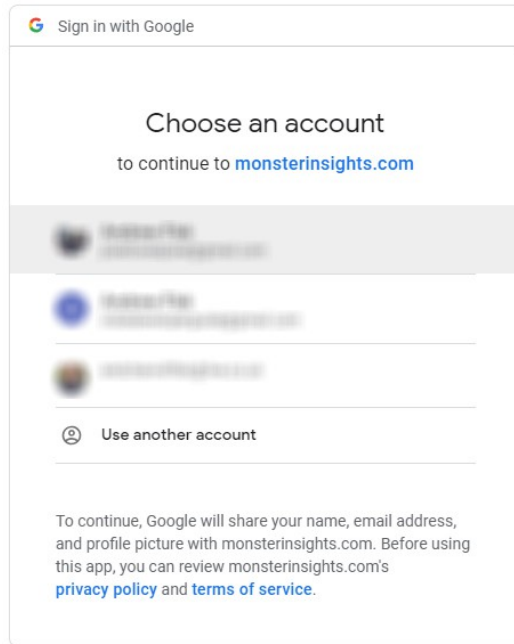 Sign in with Google
Choose an account
to continue to monsterinsights.com
Use another account
To continue, Google will share your name, email address,
and profile picture with monsterinsights.com. Before using
this app, you can review monsterinsights.com's
privacy policy and terms of service.